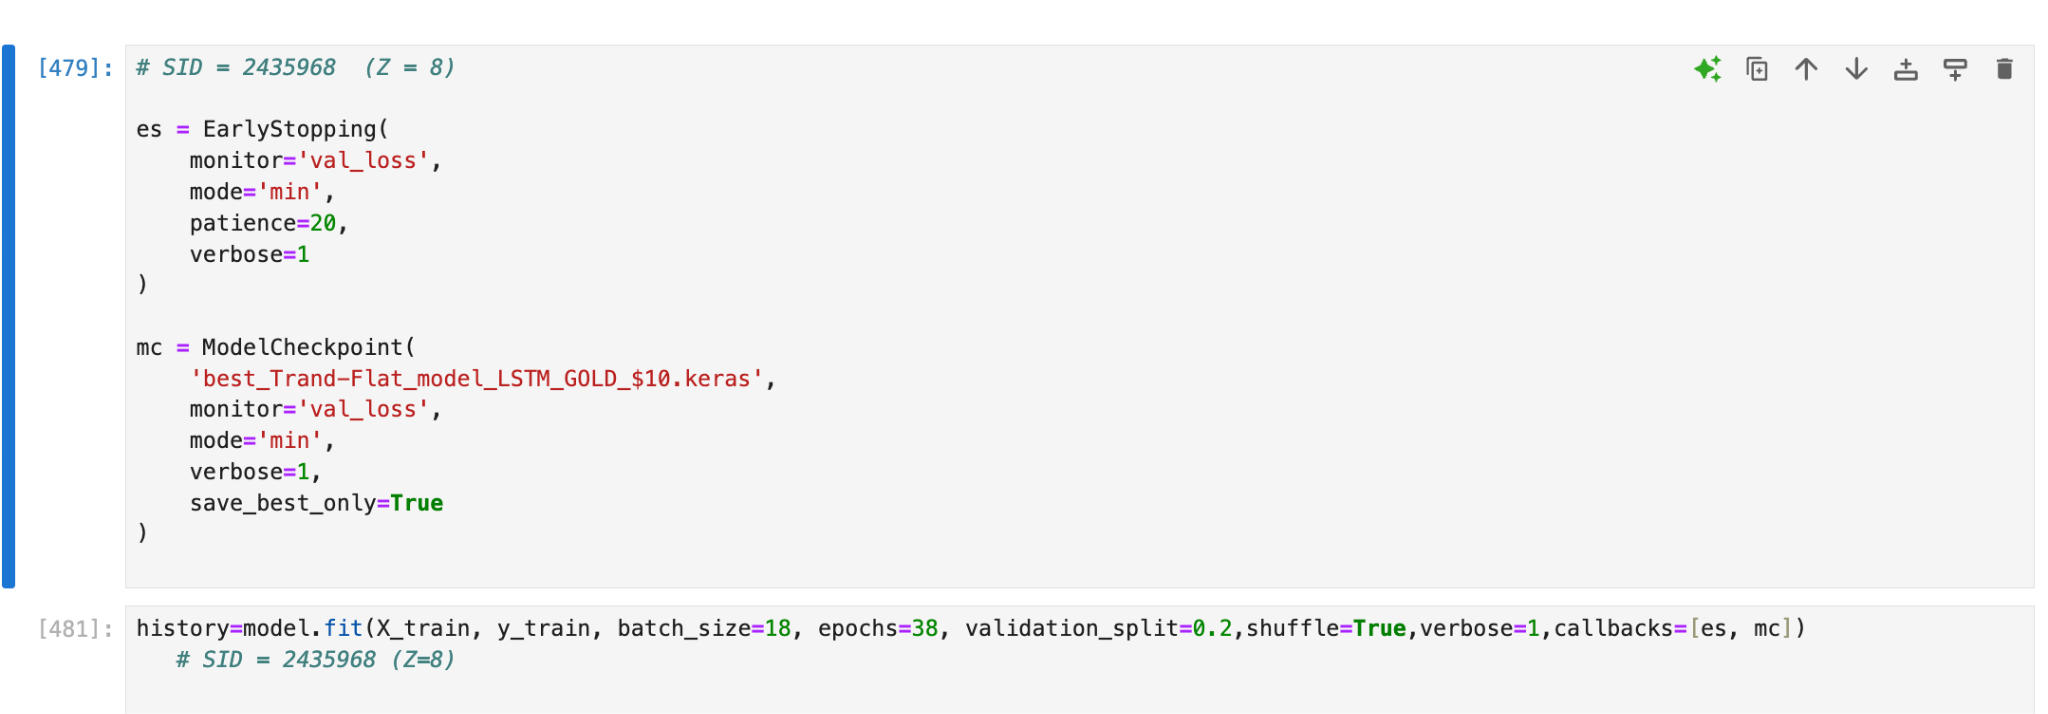 [479]: # SID = 2435968  (Z = 8)
es = EarlyStopping(
    monitor='val_loss',
    mode='min',
    patience=20,
    verbose=1
)
mc = ModelCheckpoint(
    'best_Trand-Flat_model_LSTM_GOLD_$10.keras',
    monitor='val_loss',
    mode='min',
    verbose=1,
    save_best_only=True
)
[481]: history=model.fit(X_train, y_train, batch_size=18, epochs=38, validation_split=0.2,shuffle=True,verbose=1,callbacks=[es, mc])
   # SID = 2435968 (Z=8)